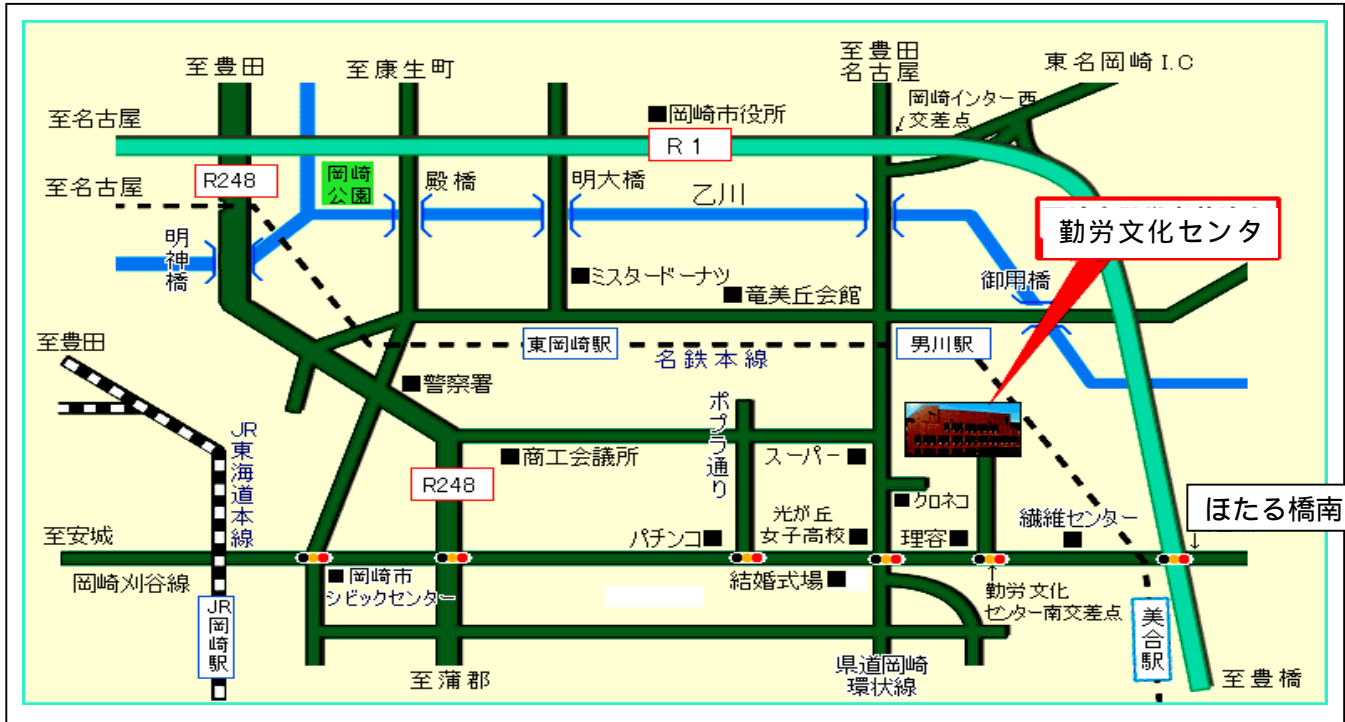 至豊田
至康生町
至豊田
名古屋
東名岡崎I.C
至名古屋
■岡崎市役所
岡崎インター西
交差点
R1
至名古屋
R248
岡崎
公園
殿橋
明大橋
乙川
勤労文化センタ
明神橋
■ミスタードーナツ
■竜美丘会館
御用橋
至豊田
東岡崎駅
名鉄本線
男川駅
■警察署
ポプラ通り
JR東海道本線
■商工会議所
スーパー■
R248
■クロネコ
ほたる橋南
至安城
パチンコ■
光が丘
女子高校■
理容■
繊維センター
■
岡崎刈谷線
■岡崎市
シビックセンター
結婚式場■
勤労文化
センター南交差点
JR岡崎駅
美合駅
至蒲郡
県道岡崎
環状線
至豊橋